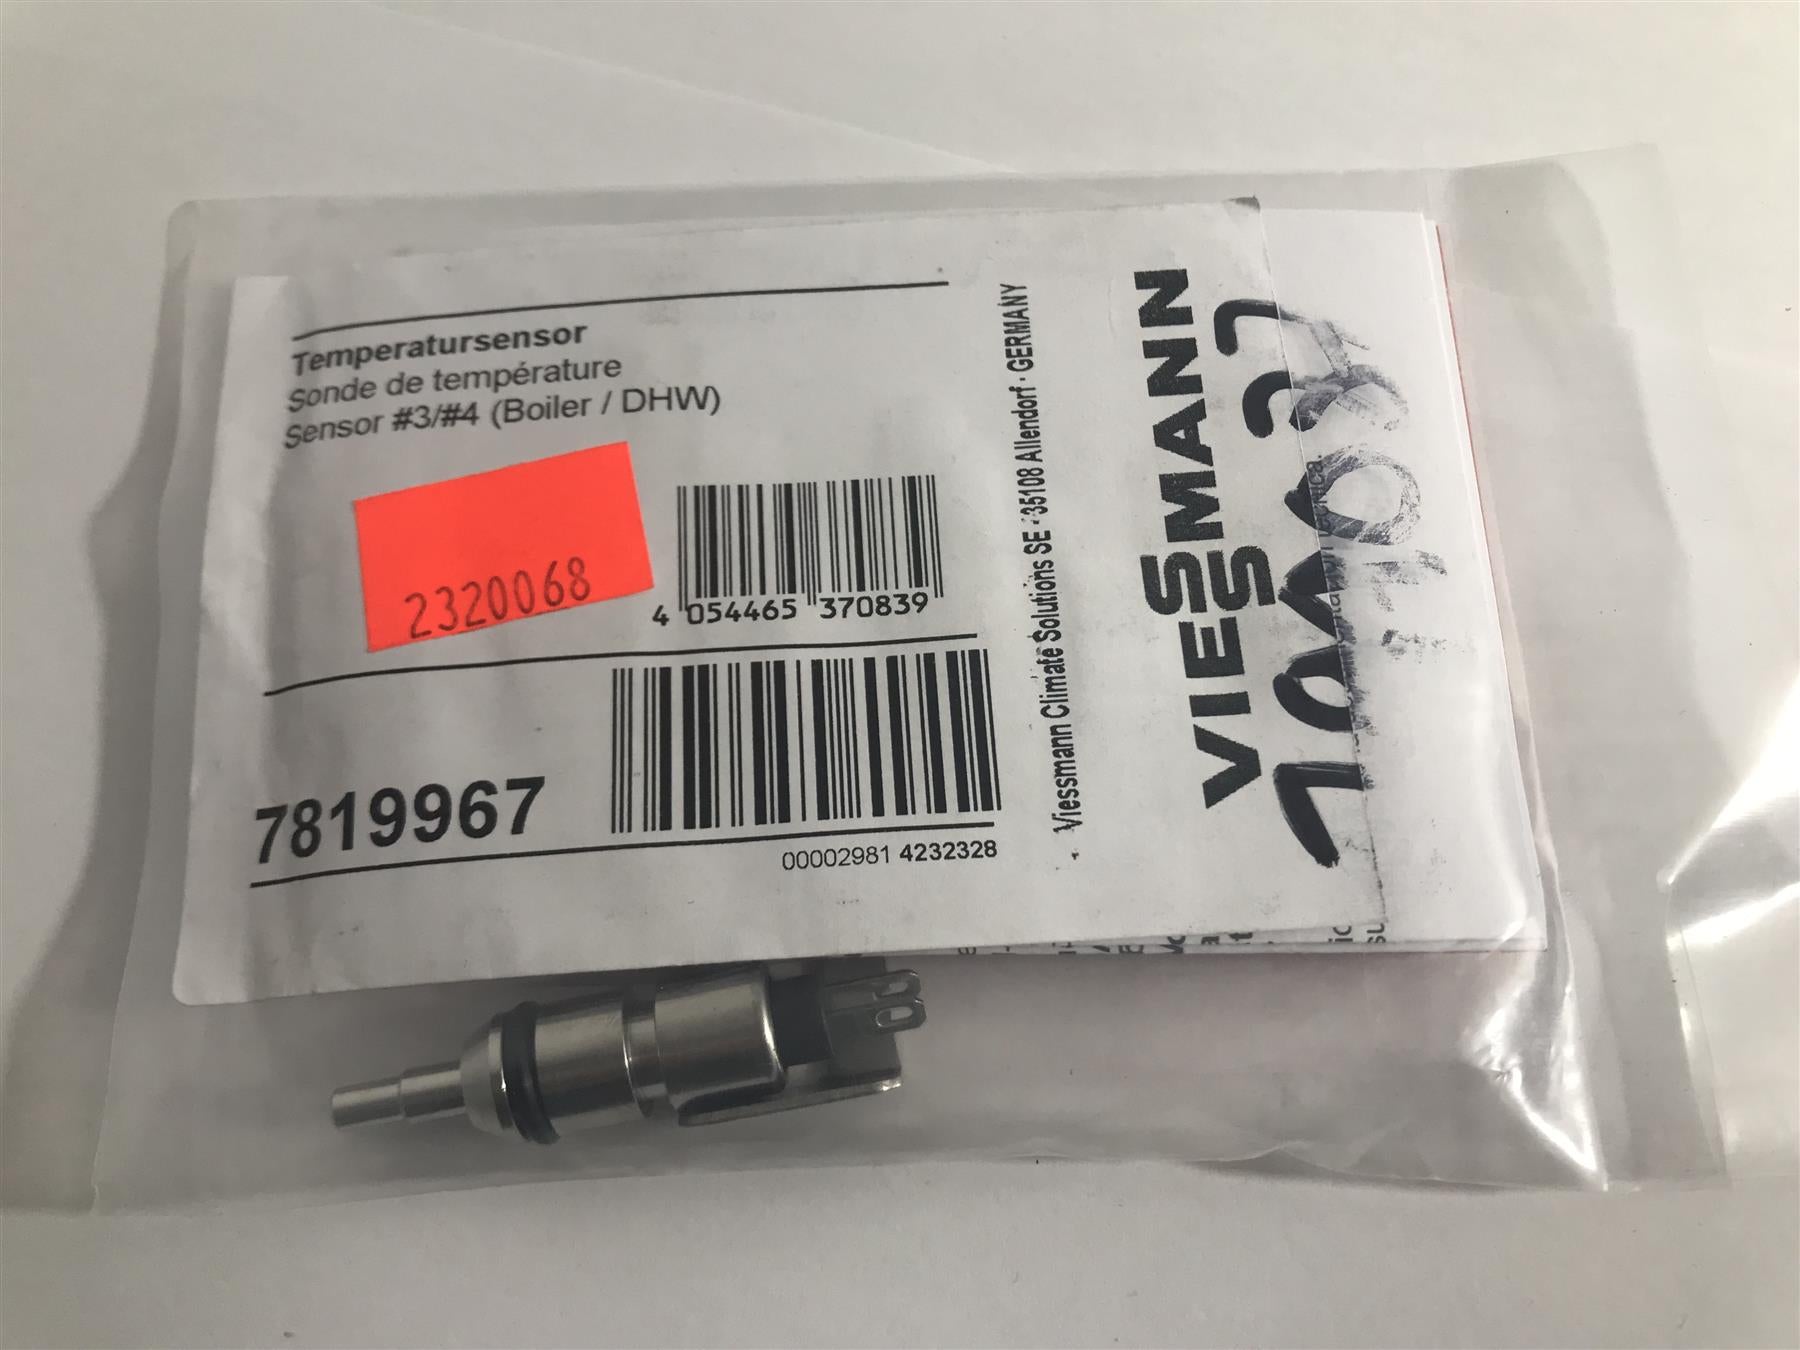 Temperatursensor
Sonde de température
Sensor #3/#4 (Boiler / DHW)
2320068
4 054465 370839
7819967
00002981 4232328
Viessmann Climate Solutions SE · 35108 Allendorf · GERMANY
VIESMANN
VIESSMANN